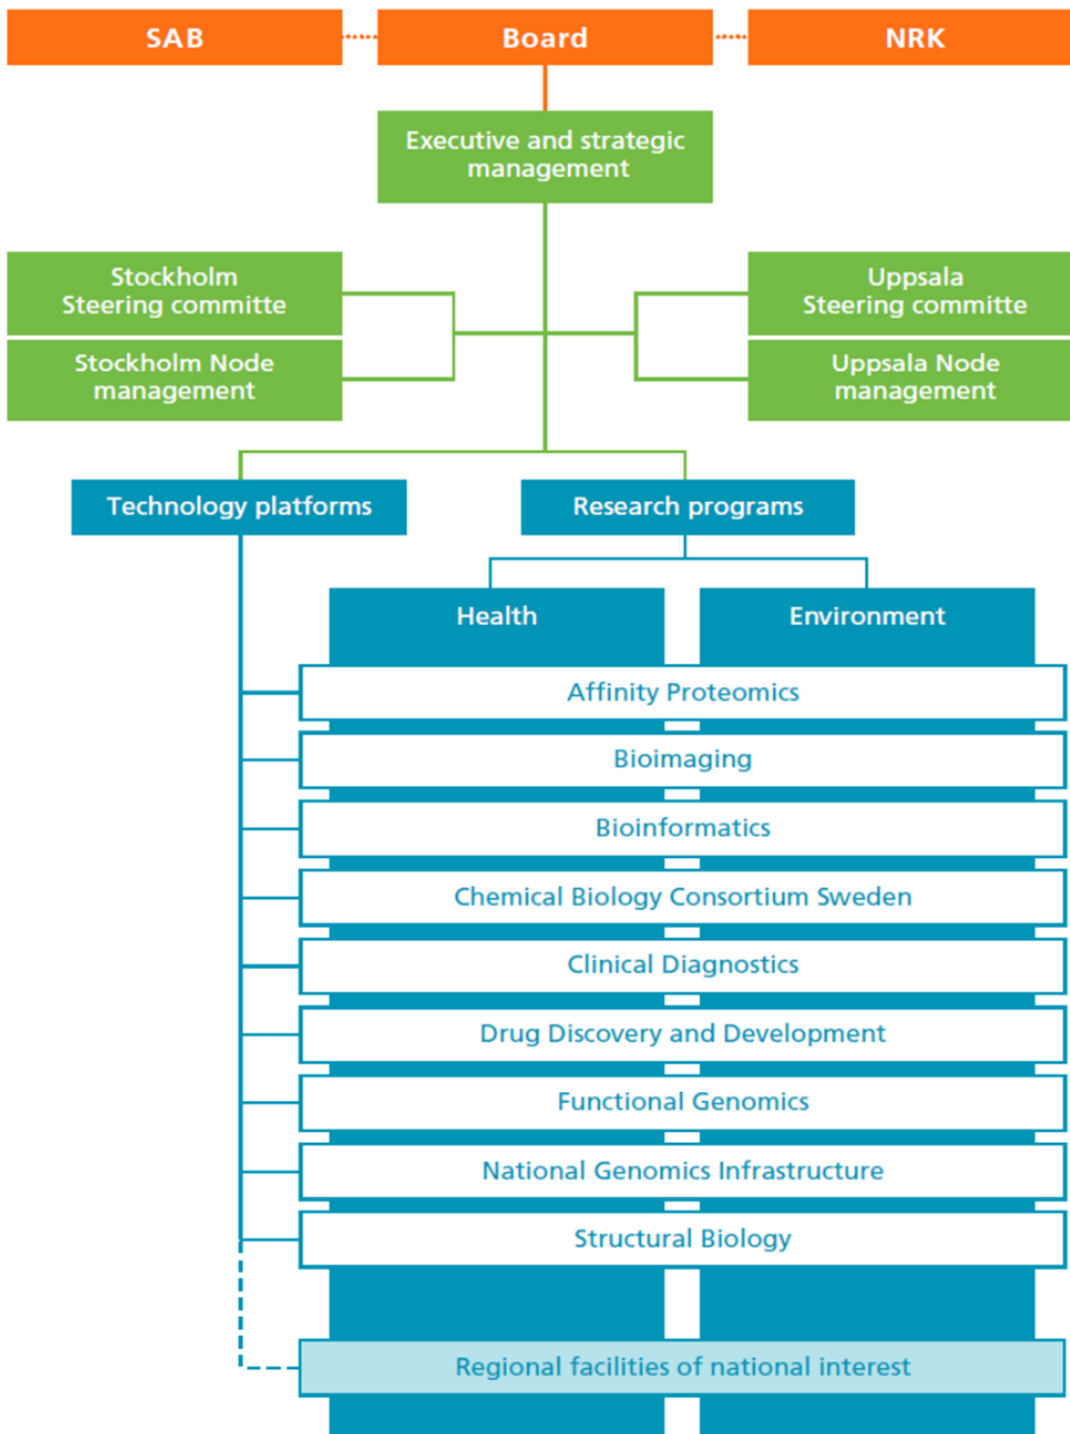 SAB
Board
NRK
Executive and strategic
management
Stockholm
Steering committe
Uppsala
Steering committe
Stockholm Node
management
Uppsala Node
management
Technology platforms
Research programs
Health
Environment
Affinity Proteomics
Bioimaging
Bioinformatics
Chemical Biology Consortium Sweden
Clinical Diagnostics
Drug Discovery and Development
Functional Genomics
National Genomics Infrastructure
Structural Biology
Regional facilities of national interest